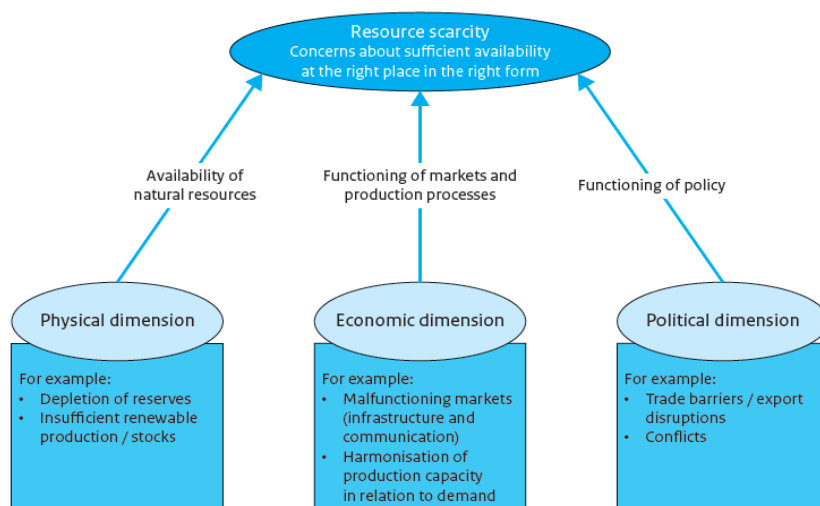 Resource scarcity
Concerns about sufficient availability
at the right place in the right form
Availability of
natural resources
Functioning of markets and
production processes
Functioning of policy
Physical dimension
Economic dimension
Political dimension
For example:
• Depletion of reserves
• Insufficient renewable
production / stocks
For example:
• Malfunctioning markets
(infrastructure and
communication)
• Harmonisation of
production capacity
in relation to demand
For example:
• Trade barriers / export
disruptions
• Conflicts